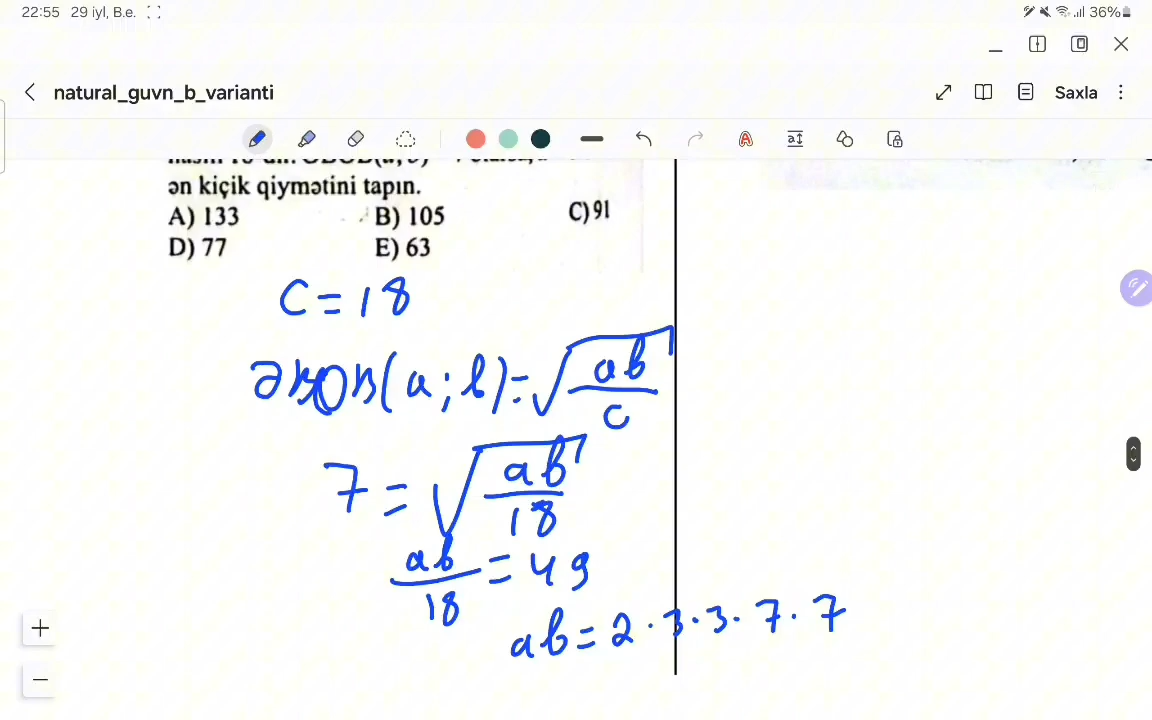 22:55 29 iyl, B.e. 36%
natural_guvn_b_varianti Saxla
ən kiçik qiymətini tapın.
A) 133 B) 105 C) 91
D) 77 E) 63
C = 18
ƏBOB(a; b) = √ab/c
7 = √ab/18
ab/18 = 49
ab = 2 · 3 · 3 · 7 · 7